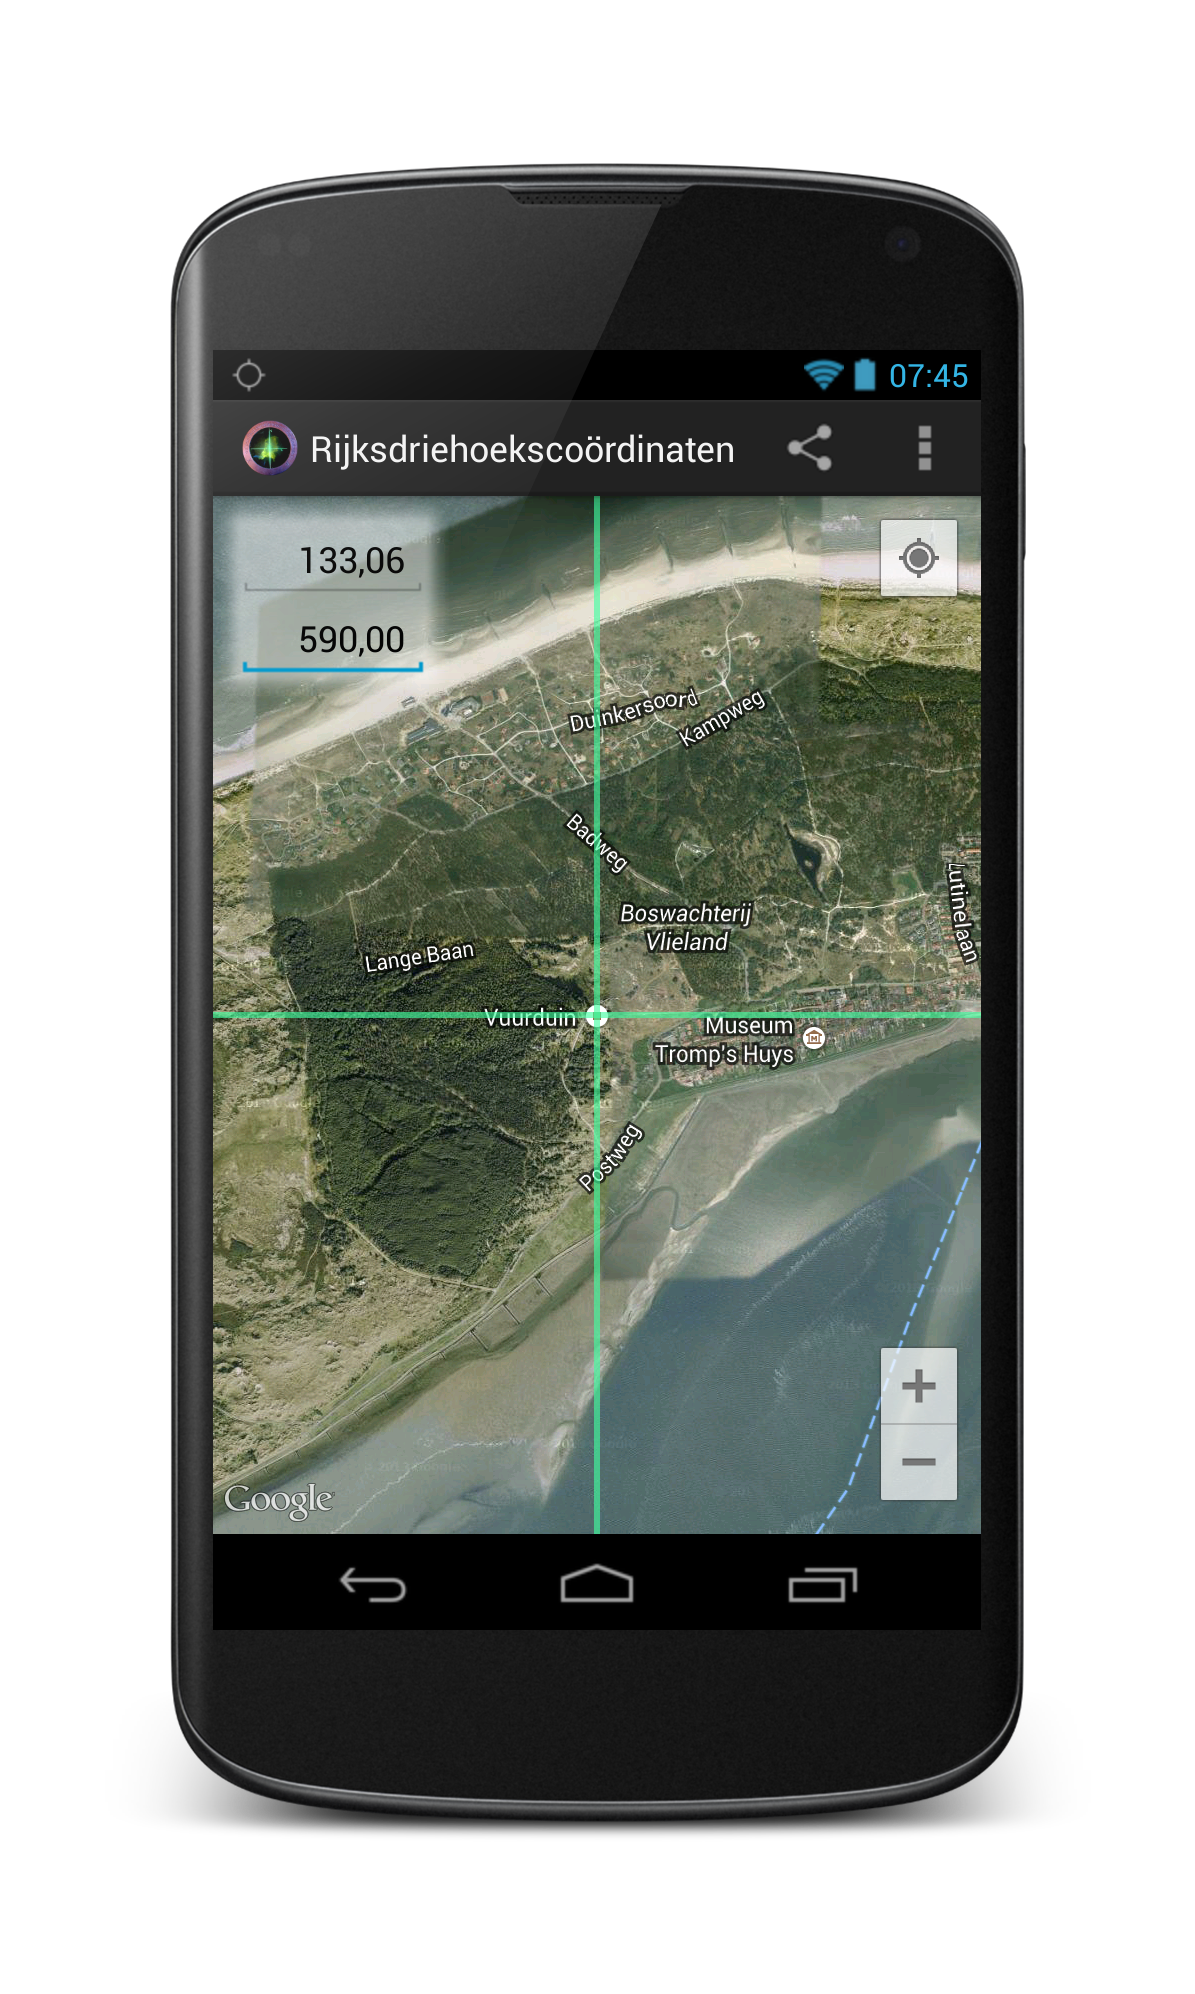 07:45
Rijksdriehoekscoördinaten
133,06
590,00
Duinkersoord
Kampweg
Badweg
Lutinelaan
Boswachterij
Vlieland
Lange Baan
Vuurduin
Museum
Tromp's Huys
Postweg
Google